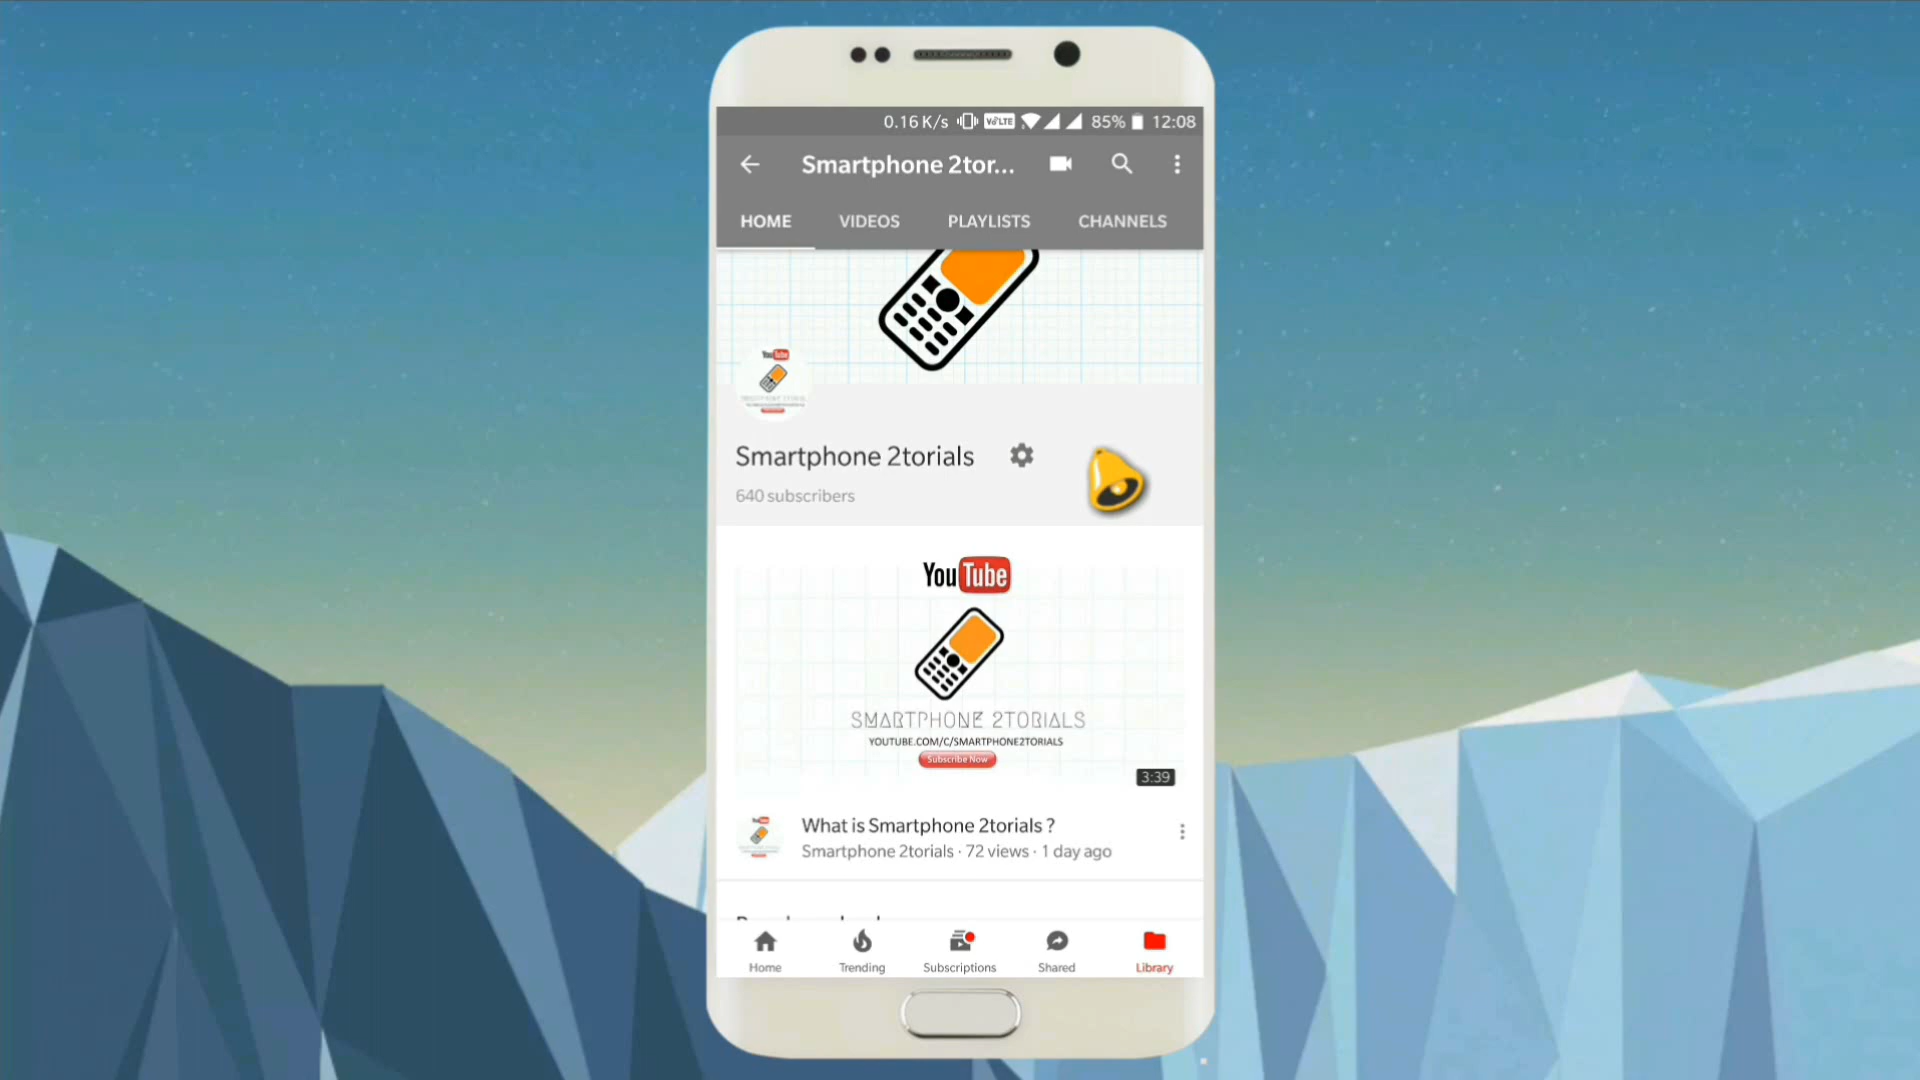 0.16 K/s VoLTE 85% 12:08
Smartphone 2tor...
HOME VIDEOS PLAYLISTS CHANNELS
YouTube
Smartphone 2torials
640 subscribers
YouTube
SMARTPHONE 2TORIALS
YOUTUBE.COM/C/SMARTPHONE2TORIALS
Subscribe Now
3:39
What is Smartphone 2torials ?
Smartphone 2torials · 72 views · 1 day ago
Home Trending Subscriptions Shared Library